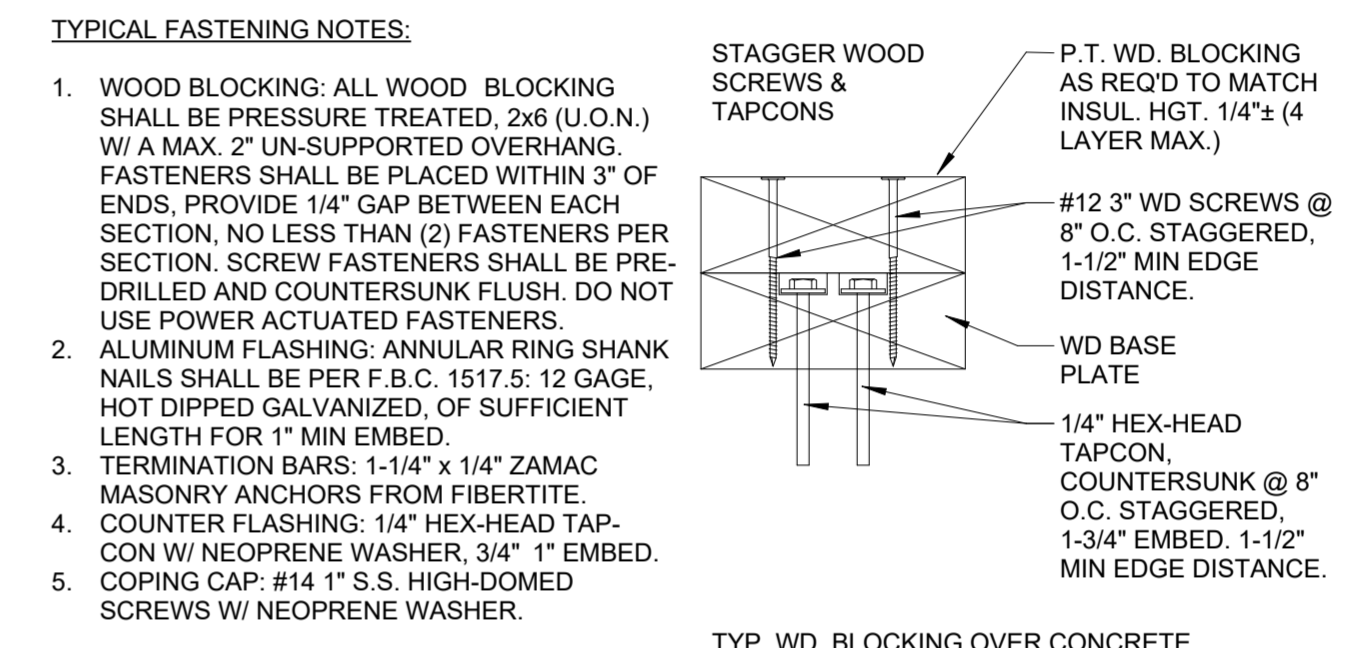 TYPICAL FASTENING NOTES:
1. WOOD BLOCKING: ALL WOOD BLOCKING
SHALL BE PRESSURE TREATED, 2x6 (U.O.N.)
W/ A MAX. 2" UN-SUPPORTED OVERHANG.
FASTENERS SHALL BE PLACED WITHIN 3" OF
ENDS, PROVIDE 1/4" GAP BETWEEN EACH
SECTION, NO LESS THAN (2) FASTENERS PER
SECTION. SCREW FASTENERS SHALL BE PRE-
DRILLED AND COUNTERSUNK FLUSH. DO NOT
USE POWER ACTUATED FASTENERS.
2. ALUMINUM FLASHING: ANNULAR RING SHANK
NAILS SHALL BE PER F.B.C. 1517.5: 12 GAGE,
HOT DIPPED GALVANIZED, OF SUFFICIENT
LENGTH FOR 1" MIN EMBED.
3. TERMINATION BARS: 1-1/4" x 1/4" ZAMAC
MASONRY ANCHORS FROM FIBERTITE.
4. COUNTER FLASHING: 1/4" HEX-HEAD TAP-
CON W/ NEOPRENE WASHER, 3/4" 1" EMBED.
5. COPING CAP: #14 1" S.S. HIGH-DOMED
SCREWS W/ NEOPRENE WASHER.
STAGGER WOOD
SCREWS &
TAPCONS
P.T. WD. BLOCKING
AS REQ'D TO MATCH
INSUL. HGT. 1/4"± (4
LAYER MAX.)
#12 3" WD SCREWS @
8" O.C. STAGGERED,
1-1/2" MIN EDGE
DISTANCE.
WD BASE
PLATE
1/4" HEX-HEAD
TAPCON,
COUNTERSUNK @ 8"
O.C. STAGGERED,
1-3/4" EMBED. 1-1/2"
MIN EDGE DISTANCE.
TYP. WD. BLOCKING OVER CONCRETE